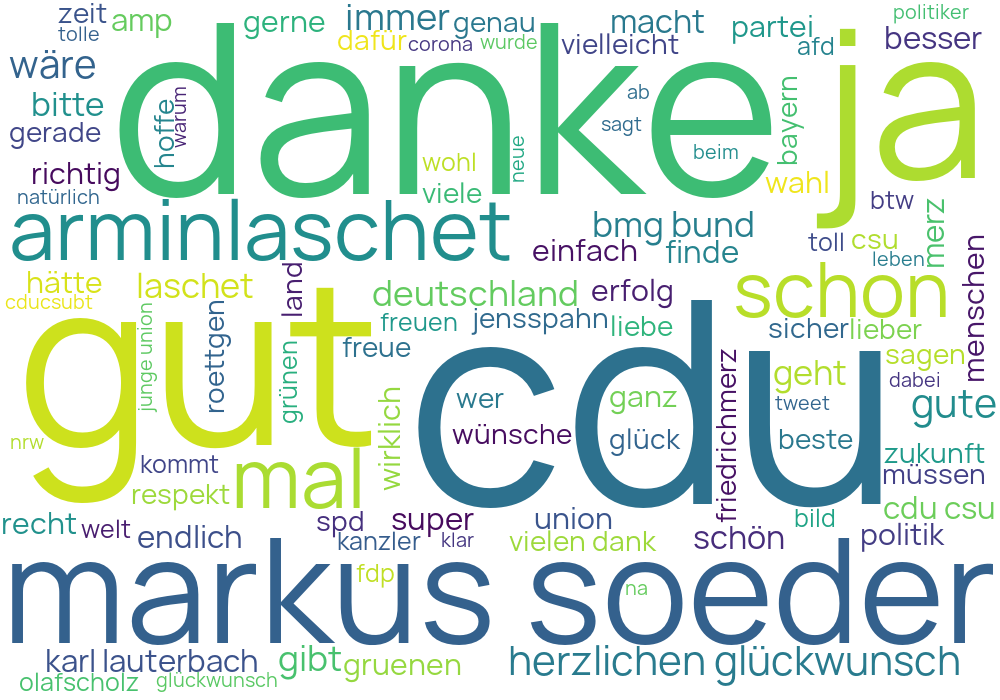 zeit
amp
gerne
immer
genau
macht
partei
politiker
tolle
dafür
corona
wurde
vielleicht
afd
besser
wäre
danke
ja
bitte
hoffe
warum
ab
bayern
gerade
sagt
neue
beim
richtig
wohl
wahl
natürlich
viele
btw
arminlaschet
bmg bund
merz
einfach
finde
toll
csu
leben
menschen
hätte
laschet
land
deutschland
erfolg
schon
cducsubt
junge union
roettgen
freuen
jensspahn
liebe
sicher
lieber
gut
grünen
freue
cdu
friedrichmerz
geht
sagen
dabei
wirklich
wer
ganz
tweet
gute
nrw
wünsche
glück
beste
kommt
mal
zukunft
respekt
müssen
recht
welt
endlich
spd
super
union
bild
cdu csu
kanzler
klar
vielen dank
schön
politik
markus soeder
fdp
na
karl lauterbach
gibt
gruenen
herzlichen glückwunsch
olafscholz
glückwunsch